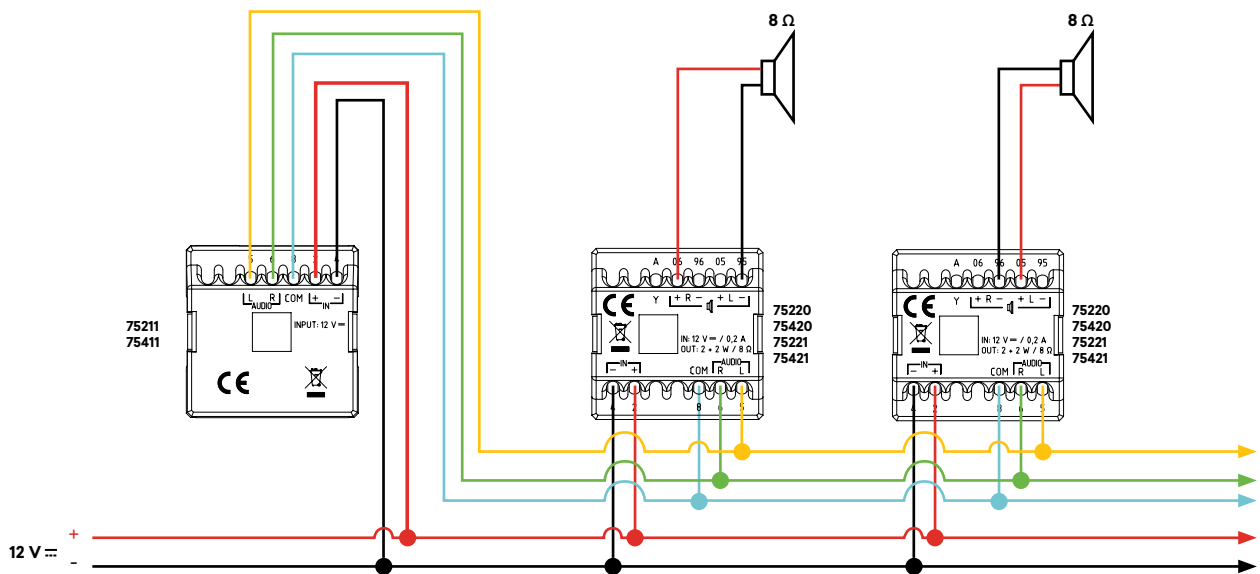 8 Ω
8 Ω
5 6 8 2 4
L R COM + -
AUDIO IN
INPUT: 12 V ⎓
CE
75211
75411
A 06 96 05 95
Y + R - + L -
CE
IN: 12 V ⎓ / 0,2 A
OUT: 2 + 2 W / 8 Ω
IN AUDIO
- + COM R L
4 2 8 6 5
75220
75420
75221
75421
A 06 96 05 95
Y + R - + L -
CE
IN: 12 V ⎓ / 0,2 A
OUT: 2 + 2 W / 8 Ω
IN AUDIO
- + COM R L
4 2 8 6 5
75220
75420
75221
75421
+
12 V ⎓
-